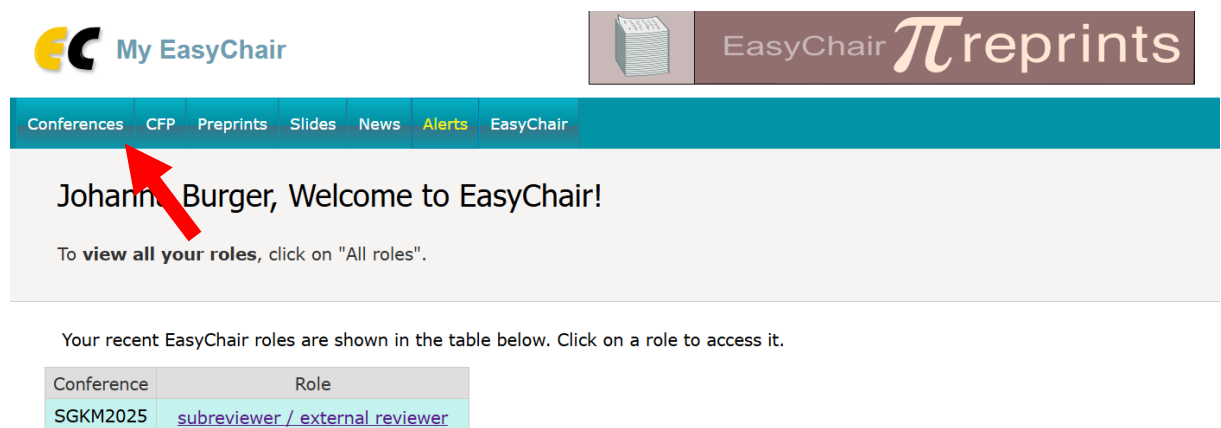 EC My EasyChair
EasyChair πreprints
Conferences CFP Preprints Slides News Alerts EasyChair
Johanna Burger, Welcome to EasyChair!
To view all your roles, click on "All roles".
Your recent EasyChair roles are shown in the table below. Click on a role to access it.
Conference Role
SGKM2025 subreviewer / external reviewer